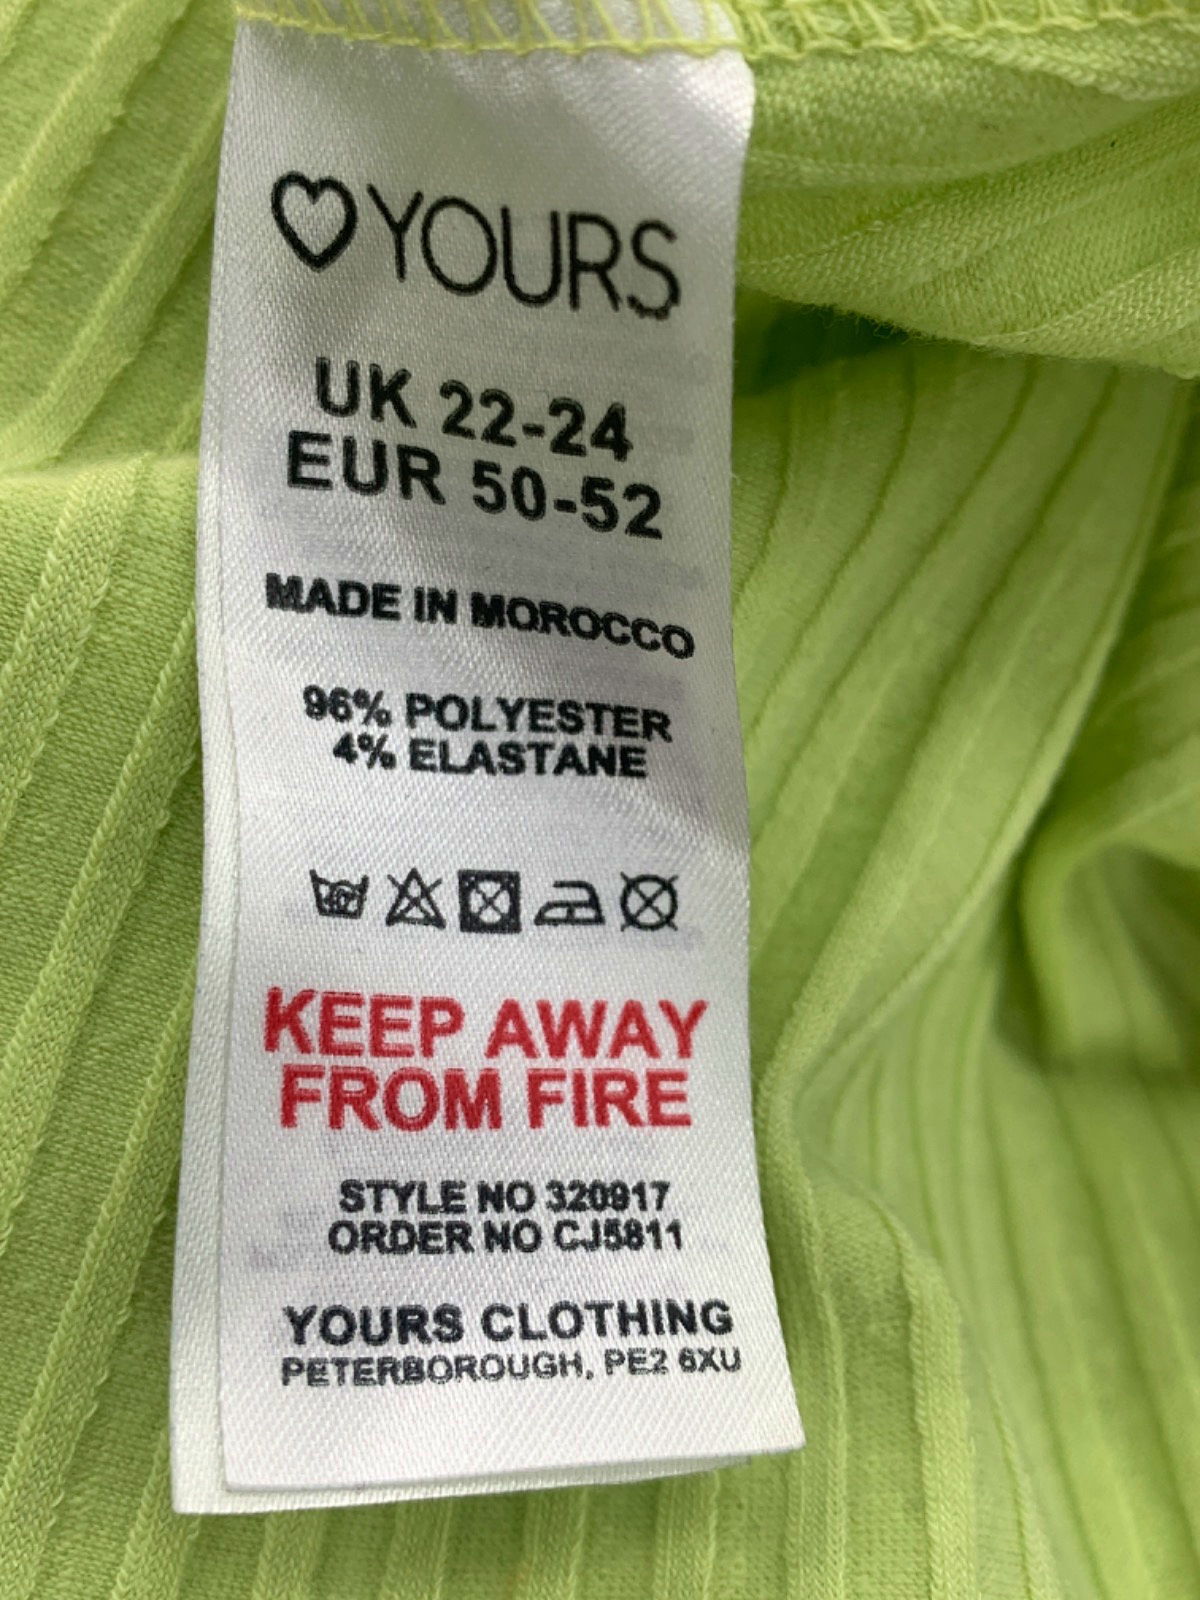 YOURS
UK 22-24
EUR 50-52
MADE IN MOROCCO
96% POLYESTER
4% ELASTANE
40
KEEP AWAY
FROM FIRE
STYLE NO 320917
ORDER NO CJ5811
YOURS CLOTHING
PETERBOROUGH, PE2 6XU